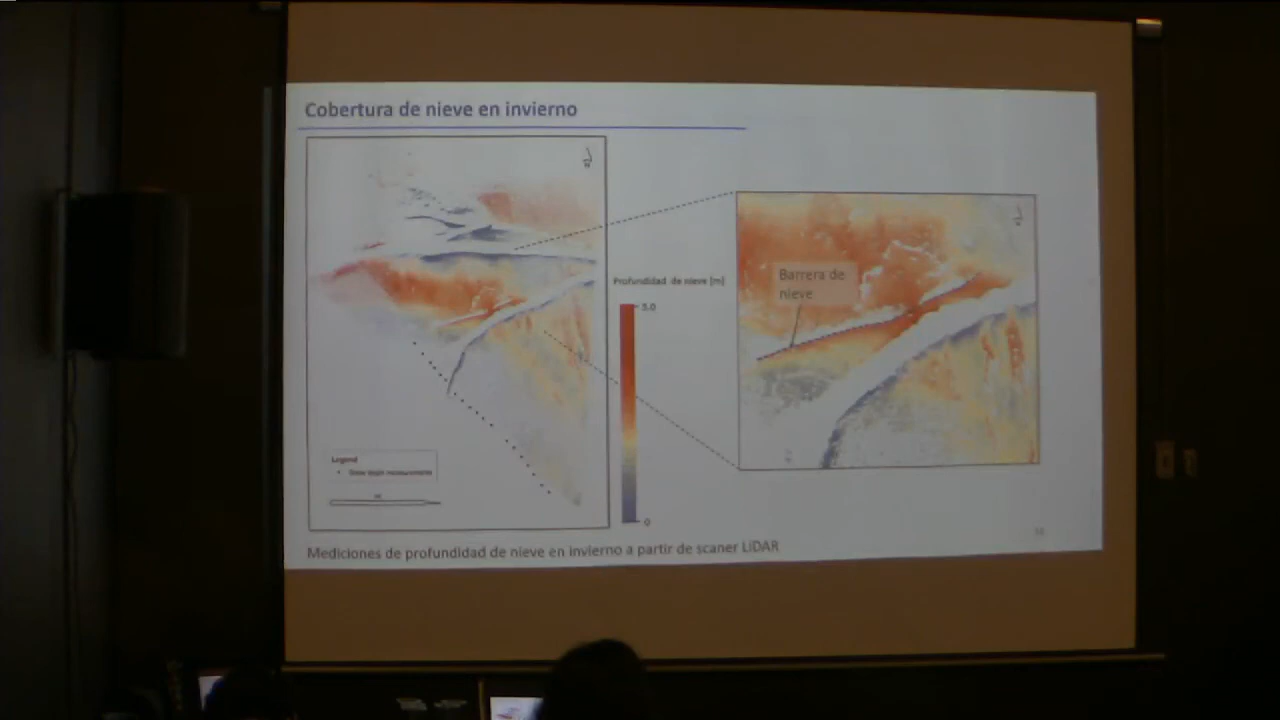 Cobertura de nieve en invierno
Profundidad de nieve [m]
5.0
Barrera de
nieve
Legend
Snow depth measurements
0
Mediciones de profundidad de nieve en invierno a partir de scaner LiDAR